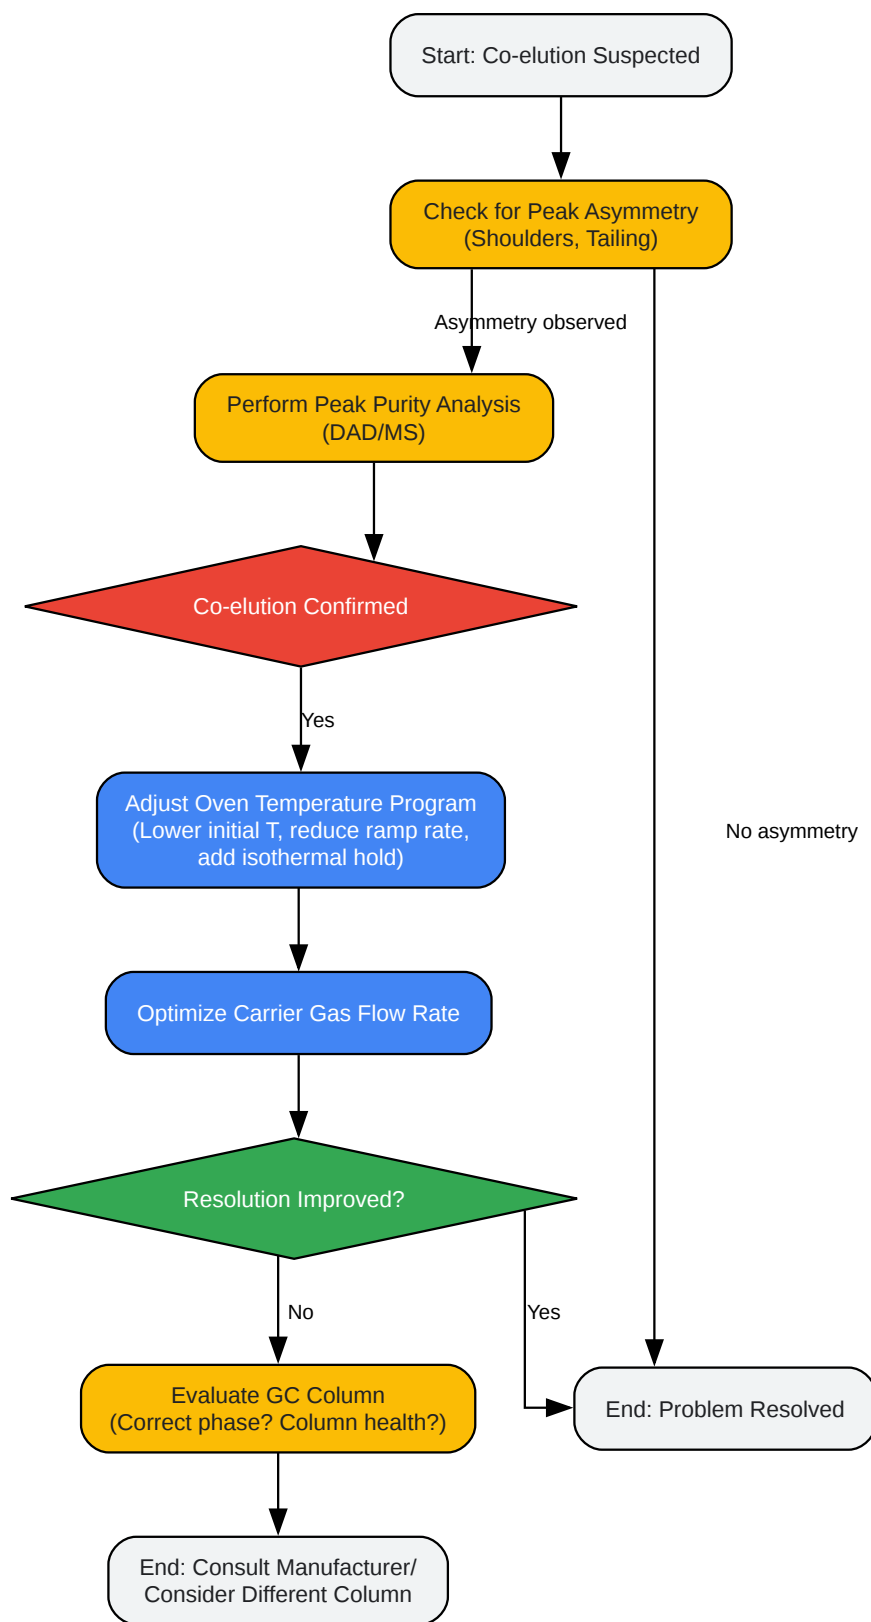 Start: Co-elution Suspected
Check for Peak Asymmetry
(Shoulders, Tailing)
Asymmetry observed
Perform Peak Purity Analysis
(DAD/MS)
Co-elution Confirmed
Yes
Adjust Oven Temperature Program
(Lower initial T, reduce ramp rate,
add isothermal hold)
No asymmetry
Optimize Carrier Gas Flow Rate
Resolution Improved?
No
Yes
Evaluate GC Column
(Correct phase? Column health?)
End: Problem Resolved
End: Consult Manufacturer/
Consider Different Column